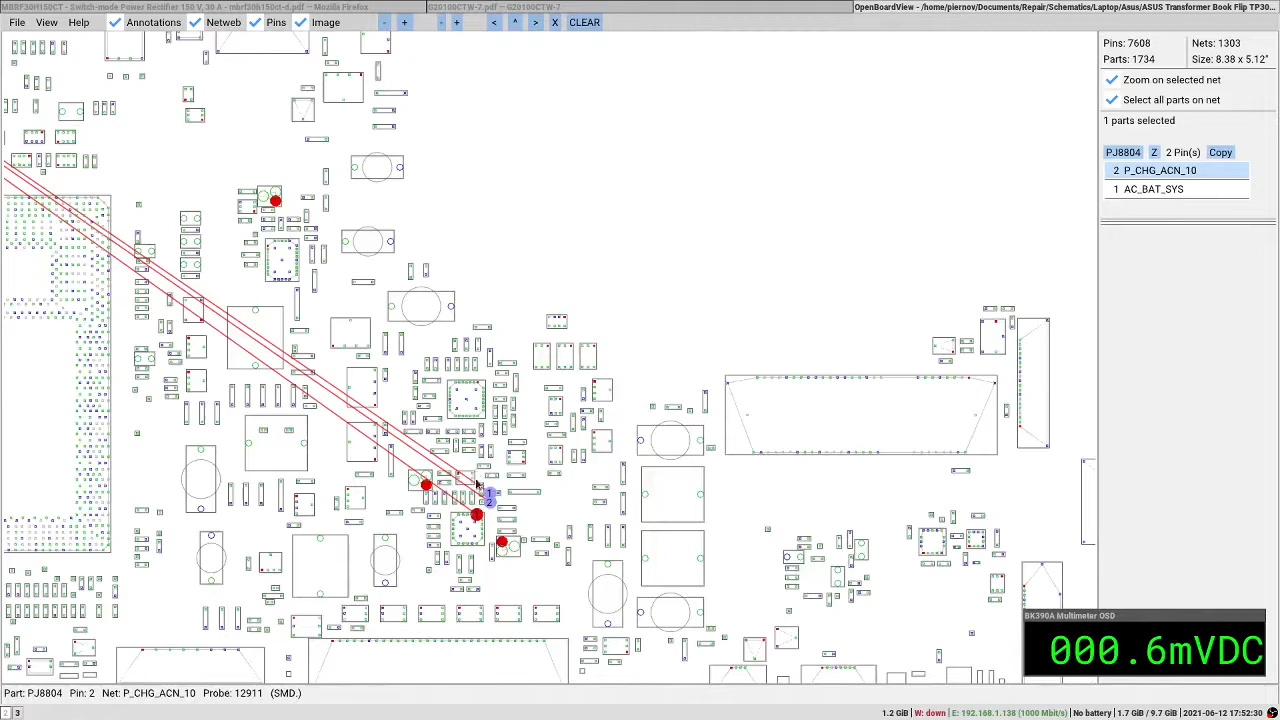 MBRF30H150CT - Switch-mode Power Rectifier 150 V, 30 A - mbrf30h150ct-d.pdf — Mozilla Firefox
G20100CTW-7.pdf — G20100CTW-7
OpenBoardView - /home/piernov/Documents/Repair/Schematics/Laptop/Asus/ASUS Transformer Book Flip TP30...
File View Help Annotations Netweb Pins Image - + - + < ^ > X CLEAR
Pins: 7608 Nets: 1303
Parts: 1734 Size: 8.38 x 5.12"
Zoom on selected net
Select all parts on net
1 parts selected
PJ8804 Z 2 Pin(s) Copy
2 P_CHG_ACN_10
1 AC_BAT_SYS
1
2
BK390A Multimeter OSD
000.6mVDC
Part: PJ8804 Pin: 2 Net: P_CHG_ACN_10 Probe: 12911 (SMD.)
2 3
1.2 GiB | W: down | E: 192.168.1.138 (1000 Mbit/s) | No battery | 1.7 GiB / 9.7 GiB | 2021-06-12 17:52:30